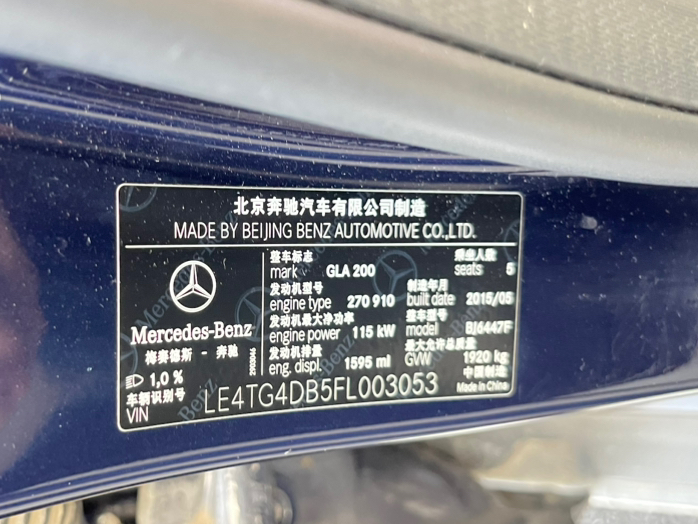 北京奔驰汽车有限公司制造
MADE BY BEIJING BENZ AUTOMOTIVE CO.,LTD.
整车标志
mark GLA 200
乘坐人数
seats 5
发动机型号
engine type 270 910
制造年月
built date 2015/05
发动机最大净功率
engine power 115 kW
整车型号
model BJ6447F
发动机排量
eng. displ. 1595 ml
最大允许总质量
GVW 1920 kg
中国制造
Made in China
Mercedes-Benz
梅赛德斯 - 奔驰
1,0 %
车辆识别号
VIN LE4TG4DB5FL003053